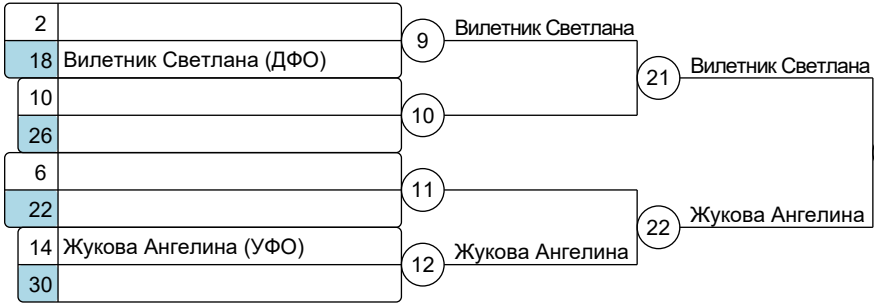 2
9 Вилетник Светлана
18 Вилетник Светлана (ДФО)
21 Вилетник Светлана
10
10
26
6
11
22
22 Жукова Ангелина
14 Жукова Ангелина (УФО)
12 Жукова Ангелина
30